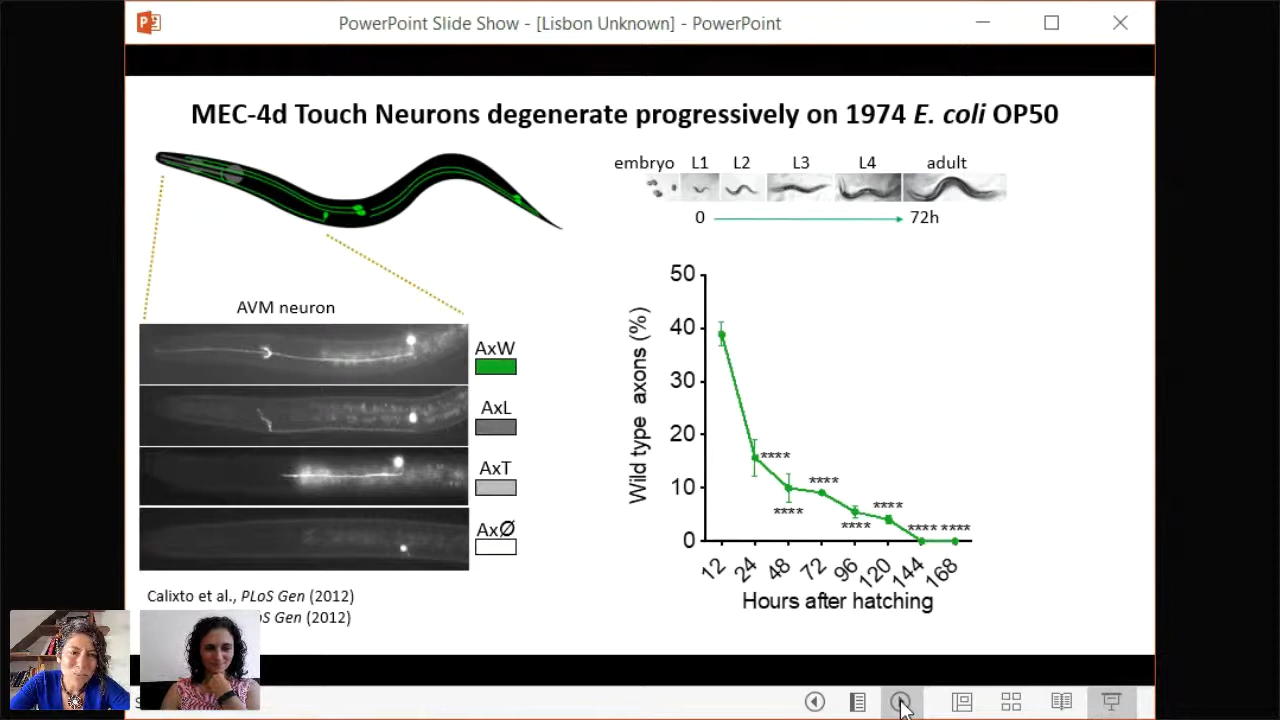 PowerPoint Slide Show - [Lisbon Unknown] - PowerPoint
MEC-4d Touch Neurons degenerate progressively on 1974 E. coli OP50
embryo L1 L2 L3 L4 adult
0 72h
AVM neuron
AxW
AxL
AxT
AxØ
Calixto et al., PLoS Gen (2012)
oS Gen (2012)
Wild type axons (%)
50
40
30
20
10
0
**** **** **** **** **** **** ****
12 24 48 72 96 120 144 168
Hours after hatching